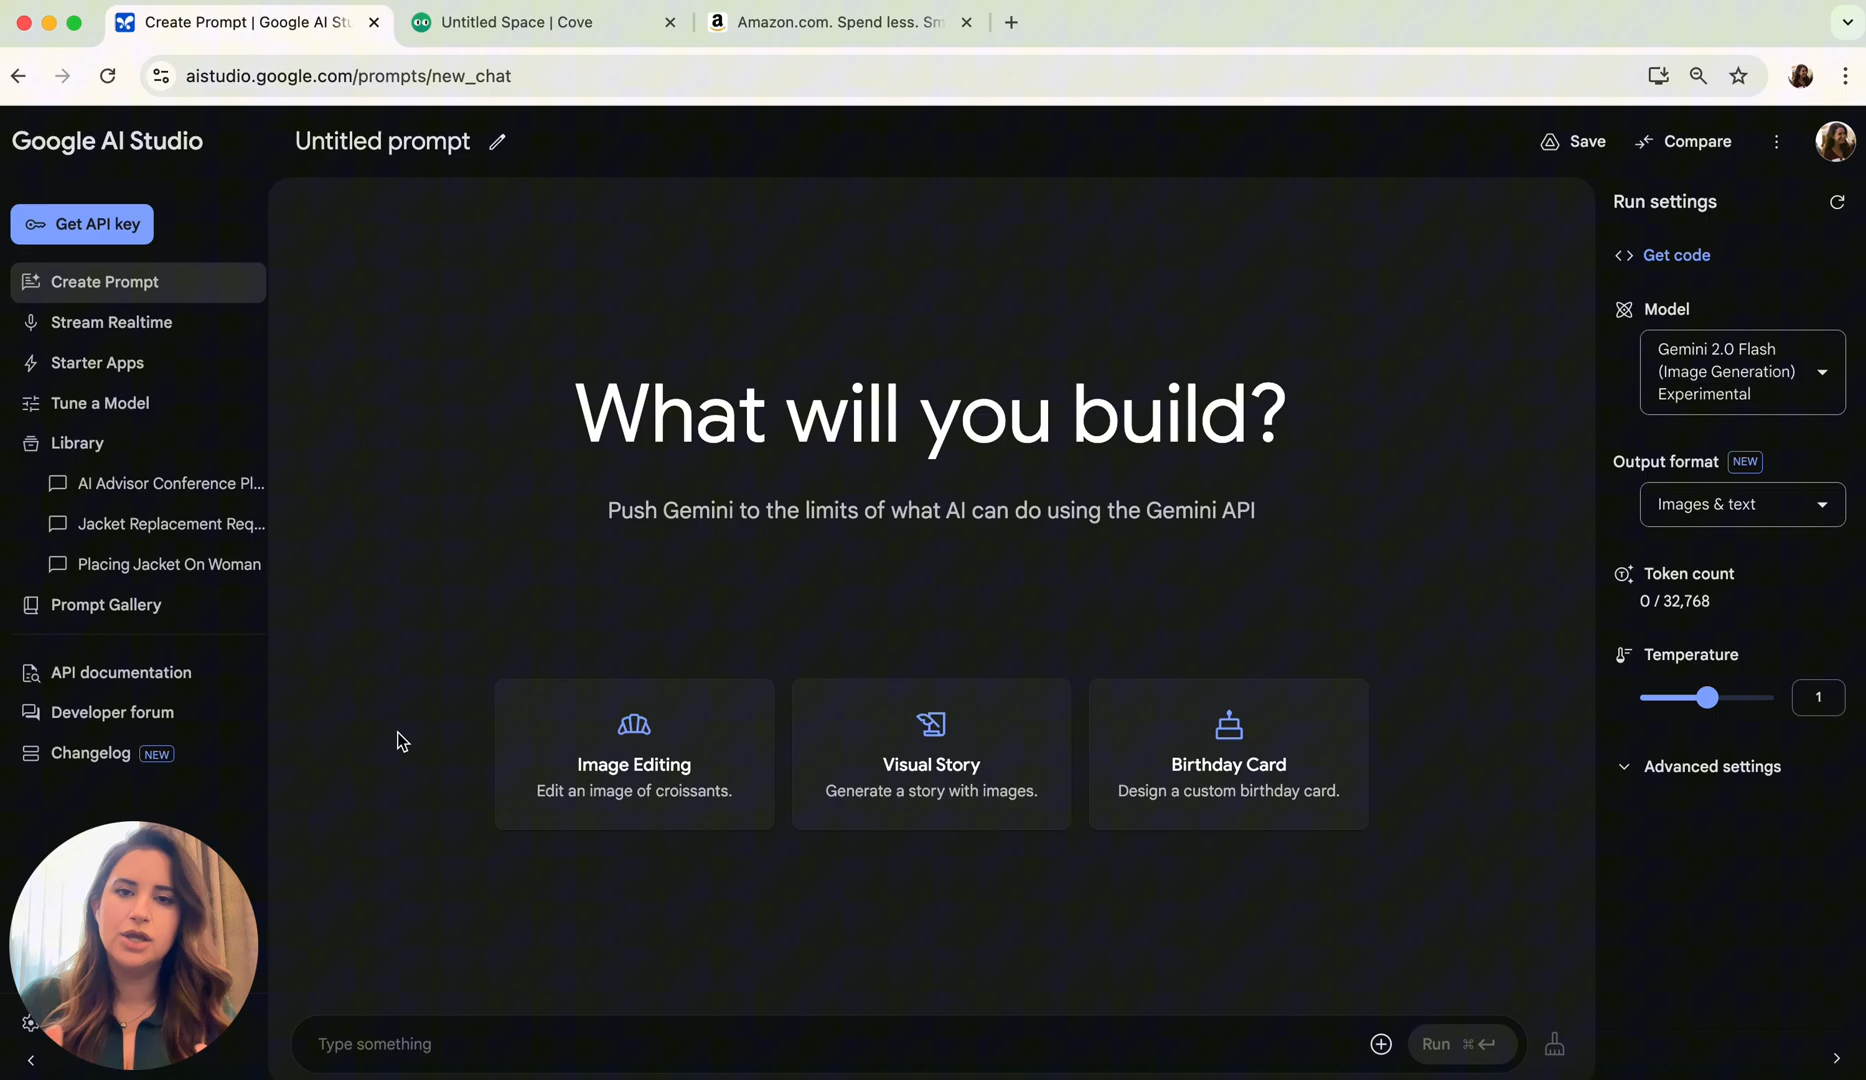 Create Prompt | Google AI Stu
Untitled Space | Cove
a Amazon.com. Spend less. Sm
aistudio.google.com/prompts/new_chat
Google AI Studio
Untitled prompt
Save
Compare
Get API key
Create Prompt
Stream Realtime
Starter Apps
Tune a Model
Library
AI Advisor Conference Pl...
Jacket Replacement Req...
Placing Jacket On Woman
Prompt Gallery
API documentation
Developer forum
Changelog NEW
What will you build?
Push Gemini to the limits of what AI can do using the Gemini API
Image Editing
Edit an image of croissants.
Visual Story
Generate a story with images.
Birthday Card
Design a custom birthday card.
Type something
Run ⌘↵
Run settings
Get code
Model
Gemini 2.0 Flash
(Image Generation)
Experimental
Output format NEW
Images & text
Token count
0 / 32,768
Temperature
1
Advanced settings